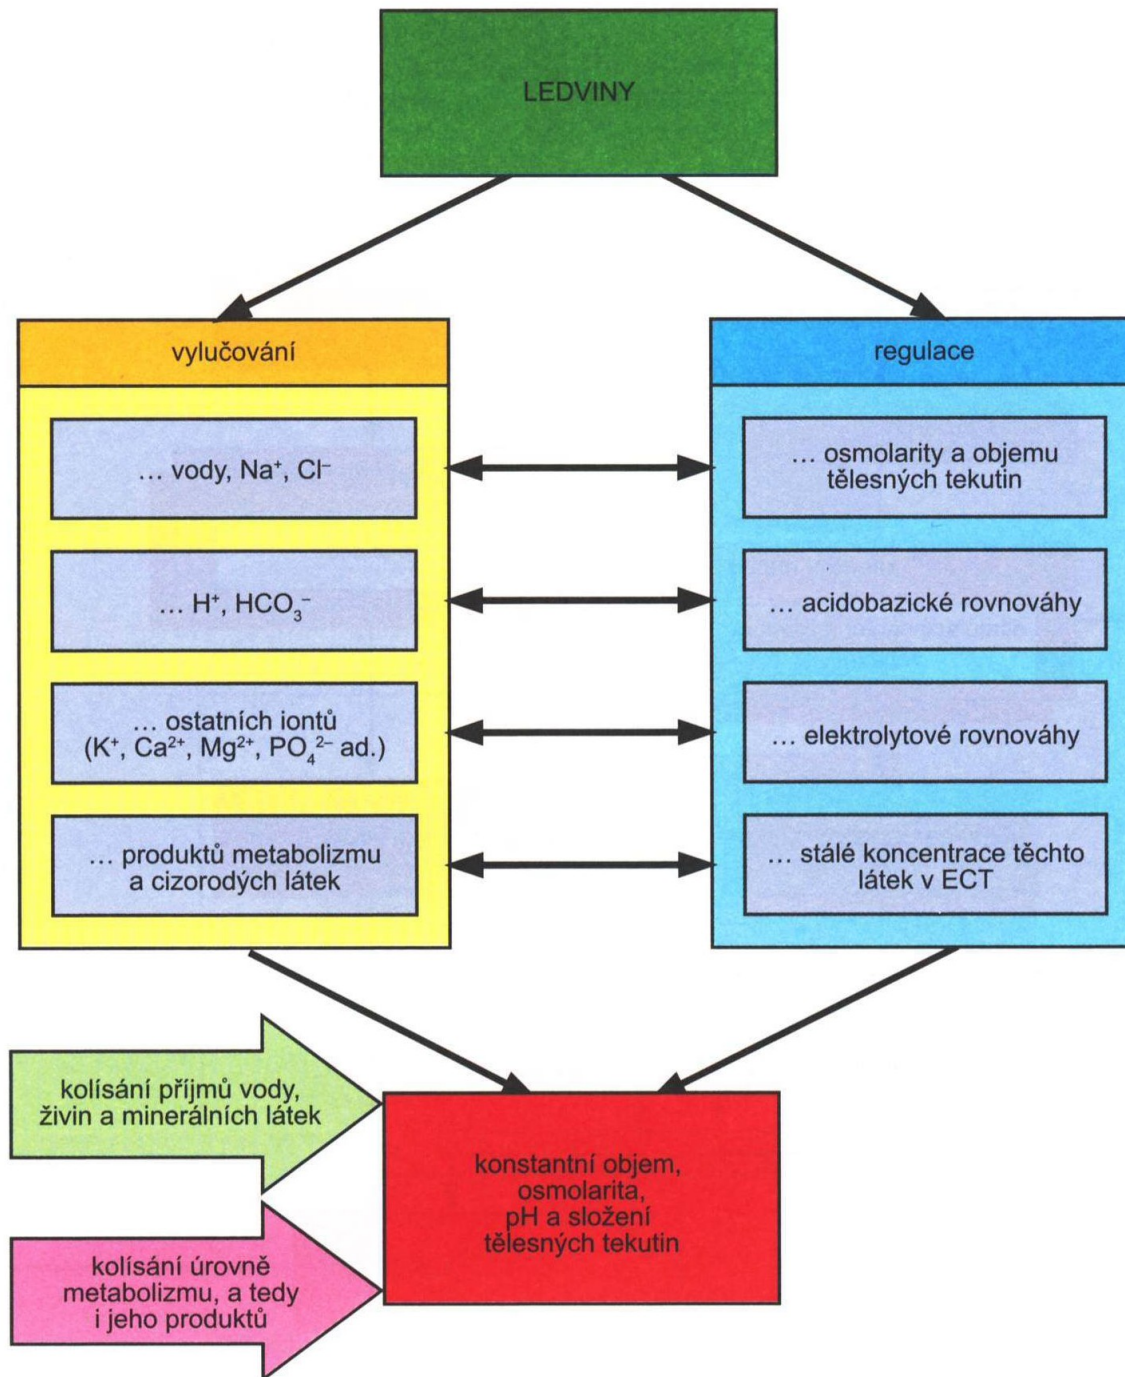 LEDVINY
vylučování
… vody, Na⁺, Cl⁻
… H⁺, HCO₃⁻
… ostatních iontů
(K⁺, Ca²⁺, Mg²⁺, PO₄²⁻ ad.)
… produktů metabolizmu
a cizorodých látek
regulace
… osmolarity a objemu
tělesných tekutin
… acidobazické rovnováhy
… elektrolytové rovnováhy
… stálé koncentrace těchto
látek v ECT
kolísání příjmů vody,
živin a minerálních látek
kolísání úrovně
metabolizmu, a tedy
i jeho produktů
konstantní objem,
osmolarita,
pH a složení
tělesných tekutin